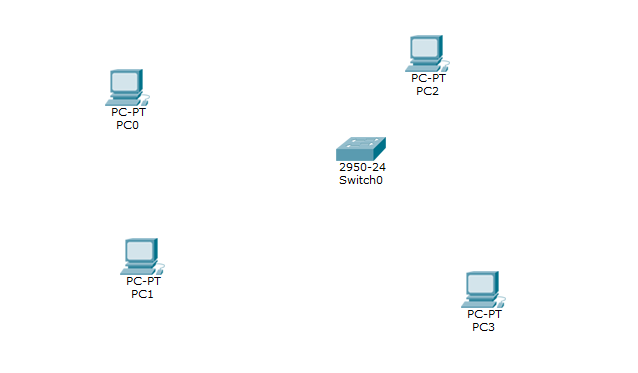 PC-PT
PC2
PC-PT
PC0
2950-24
Switch0
PC-PT
PC1
PC-PT
PC3